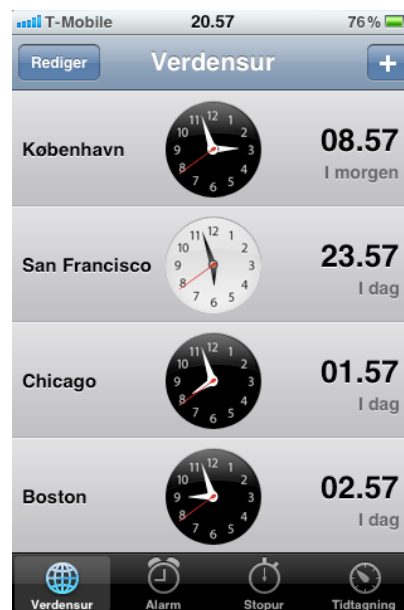 T-Mobile 20.57 76 %
Rediger Verdensur +
København 08.57
I morgen
San Francisco 23.57
I dag
Chicago 01.57
I dag
Boston 02.57
I dag
Verdensur Alarm Stopur Tidtagning